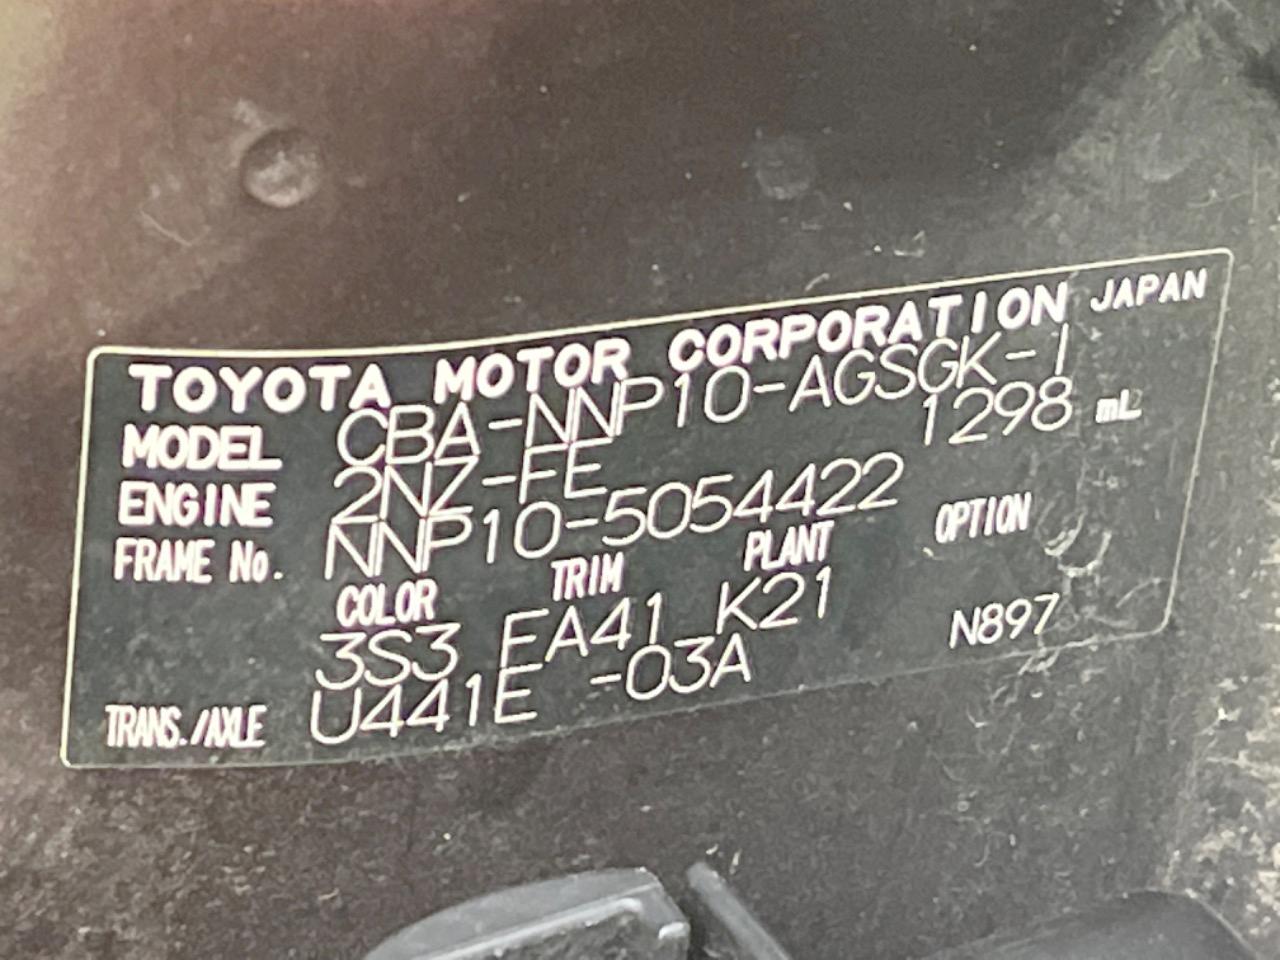 TOYOTA MOTOR CORPORATION JAPAN
MODEL CBA-NNP10-AGSGK-1
ENGINE 2NZ-FE 1298 mL
FRAME No. NNP10-5054422
COLOR TRIM PLANT OPTION
3S3 FA41 K21
TRANS./AXLE U441E -03A N897